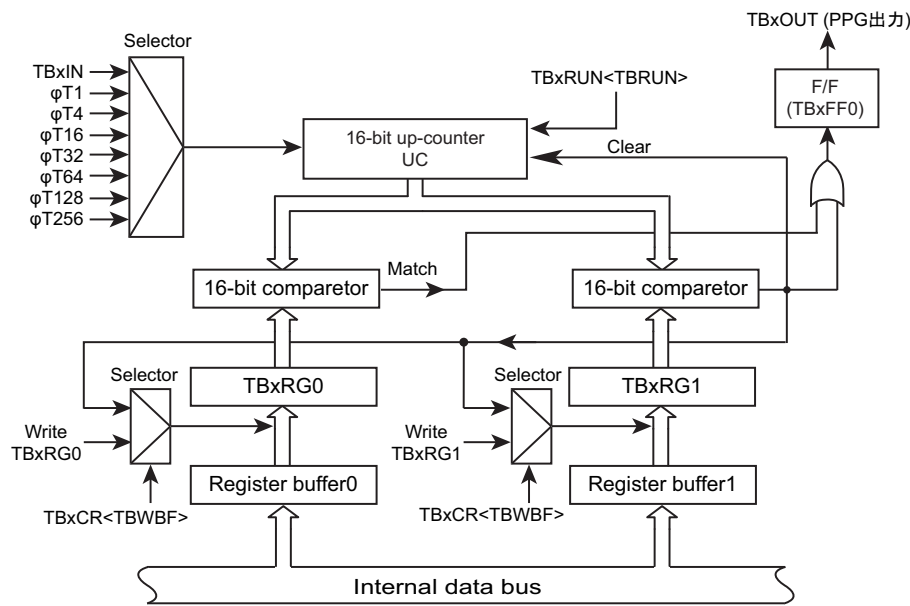 TBxOUT (PPG出力)
Selector
TBxIN
φT1
φT4
φT16
φT32
φT64
φT128
φT256
TBxRUN<TBRUN>
F/F
(TBxFF0)
16-bit up-counter
UC
Clear
16-bit comparetor
Match
16-bit comparetor
Selector
TBxRG0
Selector
TBxRG1
Write
TBxRG0
Write
TBxRG1
Register buffer0
Register buffer1
TBxCR<TBWBF>
TBxCR<TBWBF>
Internal data bus